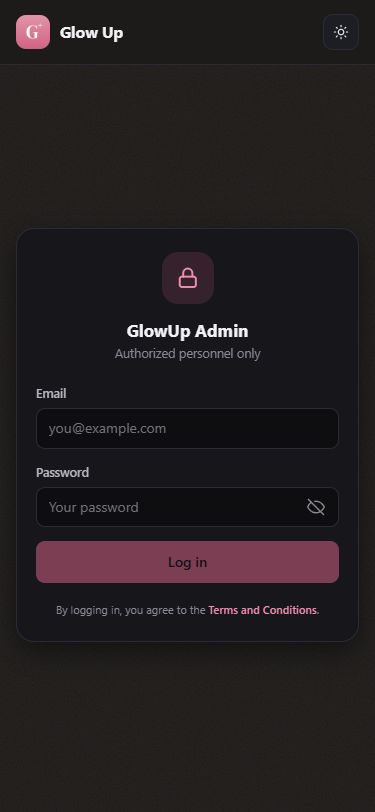 G
Glow Up
GlowUp Admin
Authorized personnel only
Email
you@example.com
Password
Your password
Log in
By logging in, you agree to the Terms and Conditions.